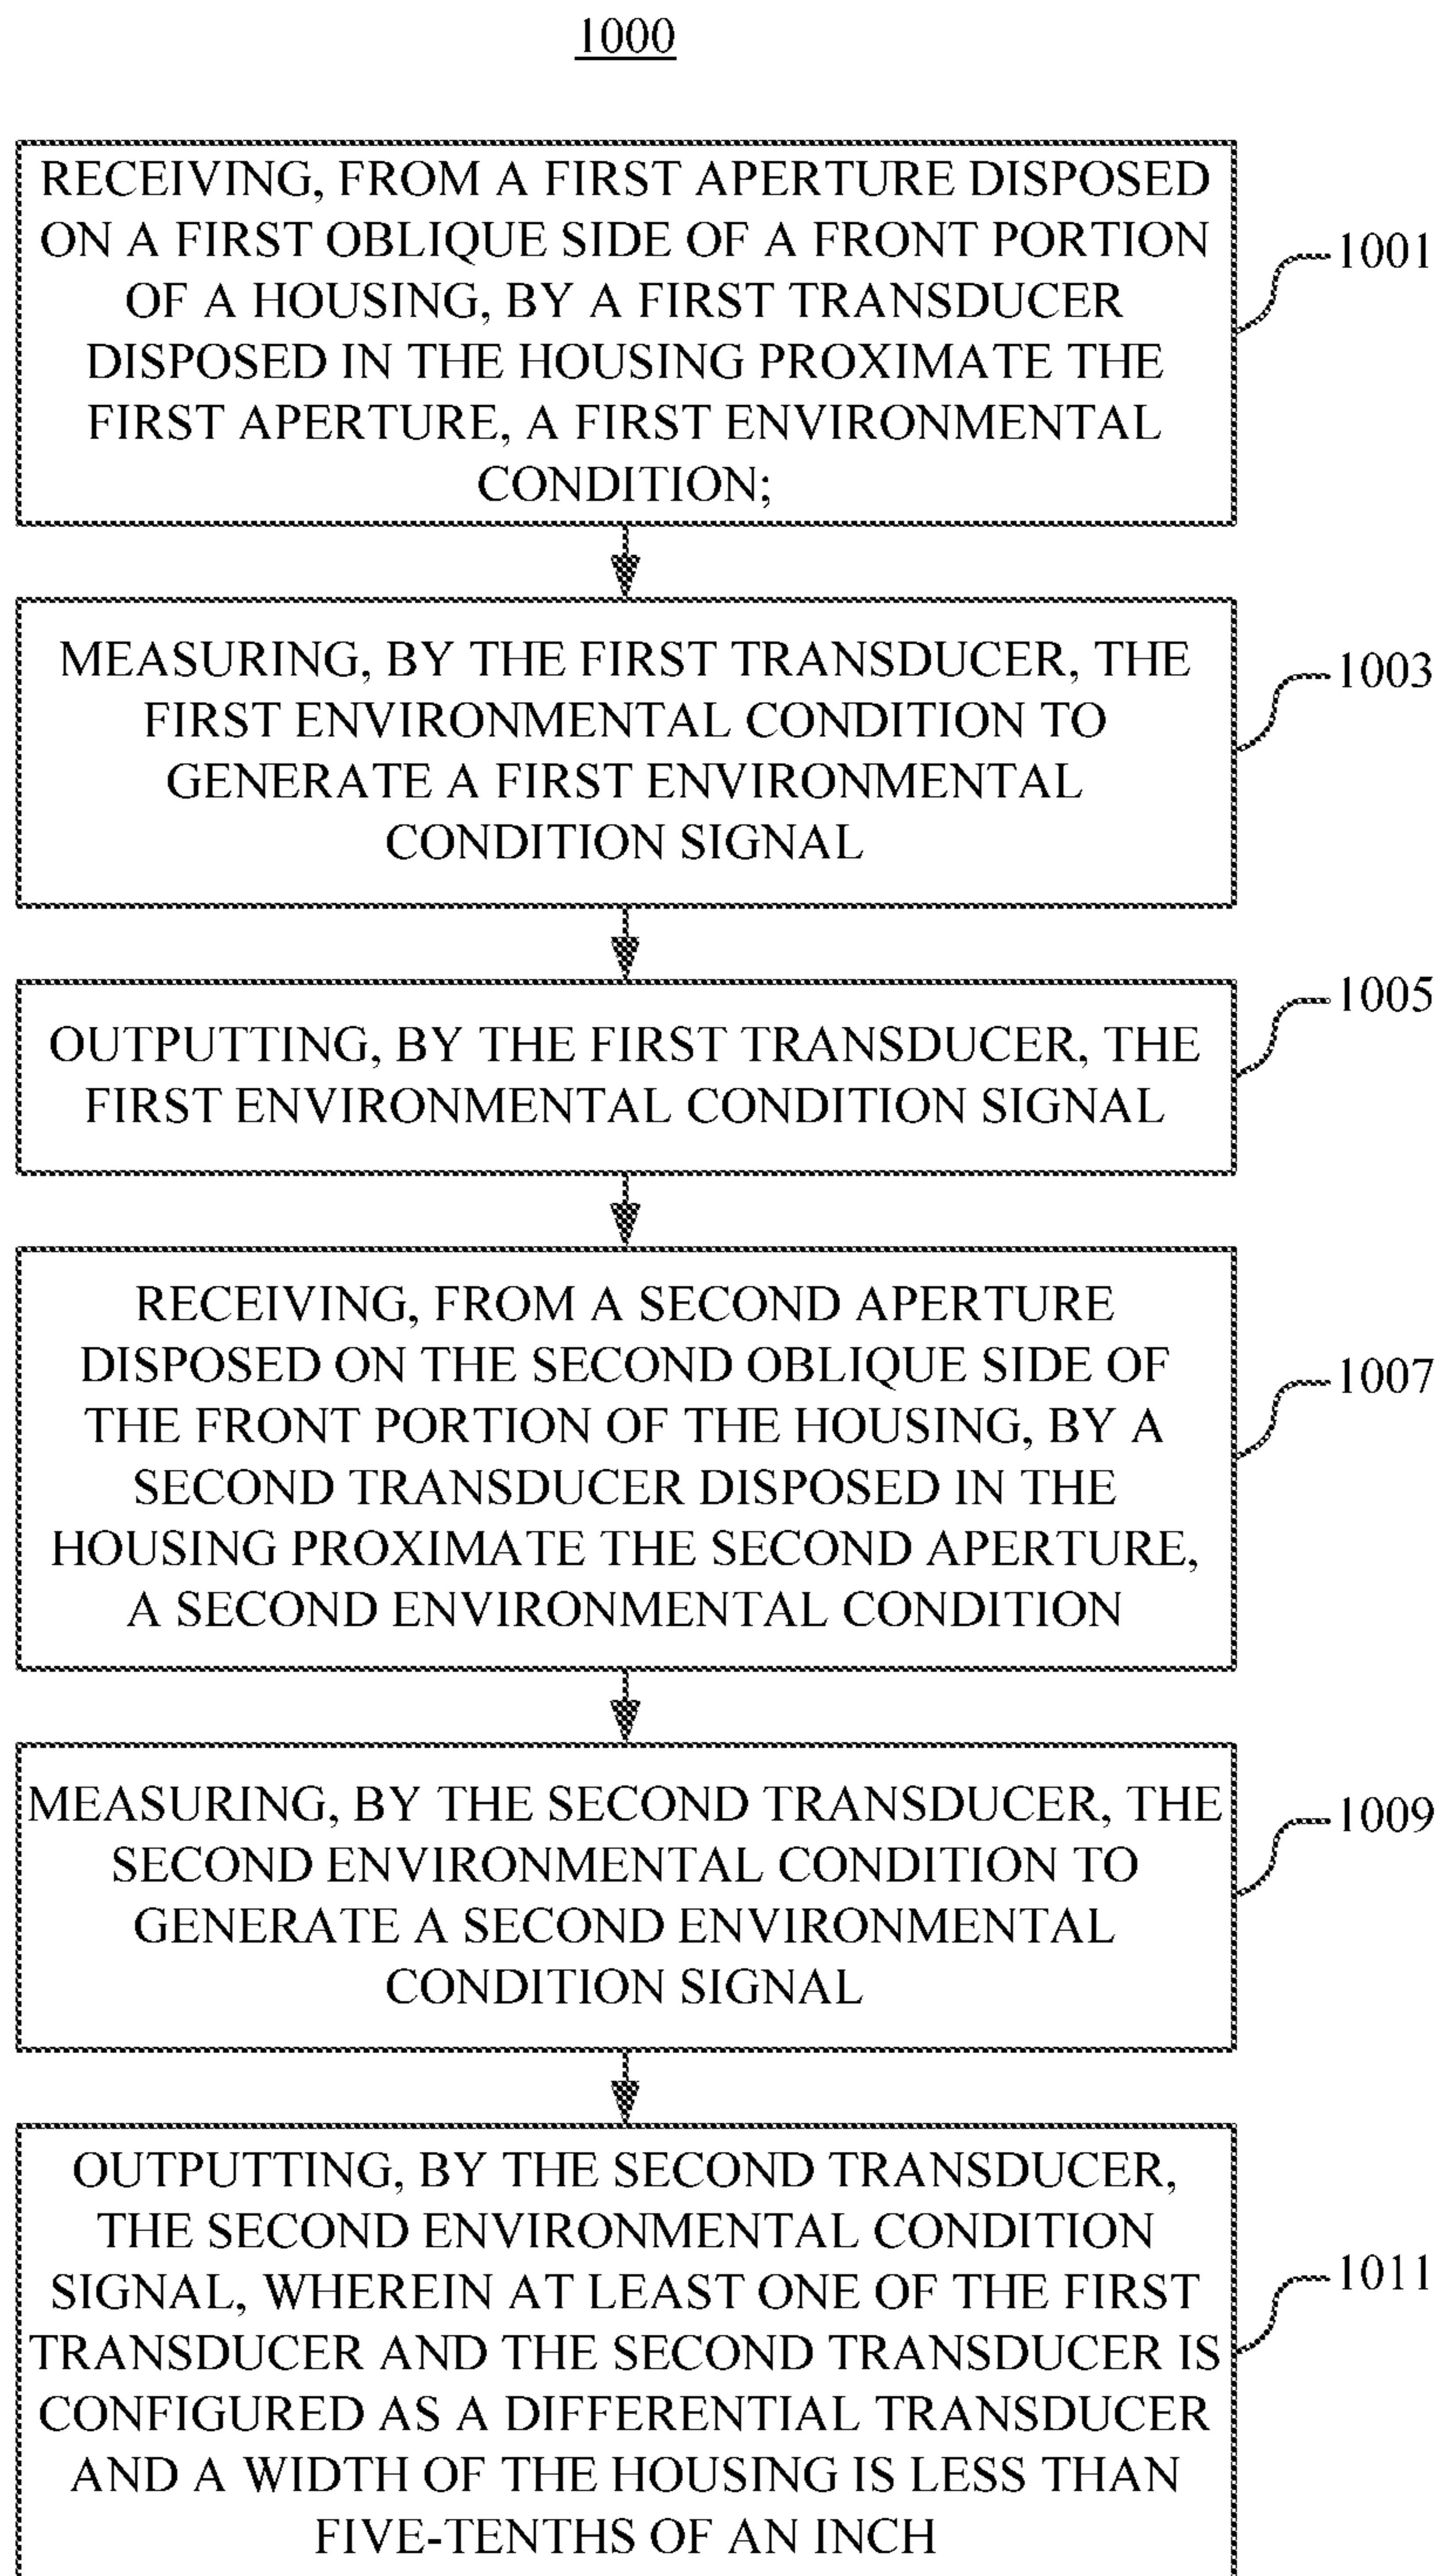 1000
RECEIVING, FROM A FIRST APERTURE DISPOSED
ON A FIRST OBLIQUE SIDE OF A FRONT PORTION
OF A HOUSING, BY A FIRST TRANSDUCER
DISPOSED IN THE HOUSING PROXIMATE THE
FIRST APERTURE, A FIRST ENVIRONMENTAL
CONDITION;
1001
MEASURING, BY THE FIRST TRANSDUCER, THE
FIRST ENVIRONMENTAL CONDITION TO
GENERATE A FIRST ENVIRONMENTAL
CONDITION SIGNAL
1003
OUTPUTTING, BY THE FIRST TRANSDUCER, THE
FIRST ENVIRONMENTAL CONDITION SIGNAL
1005
RECEIVING, FROM A SECOND APERTURE
DISPOSED ON THE SECOND OBLIQUE SIDE OF
THE FRONT PORTION OF THE HOUSING, BY A
SECOND TRANSDUCER DISPOSED IN THE
HOUSING PROXIMATE THE SECOND APERTURE,
A SECOND ENVIRONMENTAL CONDITION
1007
MEASURING, BY THE SECOND TRANSDUCER, THE
SECOND ENVIRONMENTAL CONDITION TO
GENERATE A SECOND ENVIRONMENTAL
CONDITION SIGNAL
1009
OUTPUTTING, BY THE SECOND TRANSDUCER,
THE SECOND ENVIRONMENTAL CONDITION
SIGNAL, WHEREIN AT LEAST ONE OF THE FIRST
TRANSDUCER AND THE SECOND TRANSDUCER IS
CONFIGURED AS A DIFFERENTIAL TRANSDUCER
AND A WIDTH OF THE HOUSING IS LESS THAN
FIVE-TENTHS OF AN INCH
1011